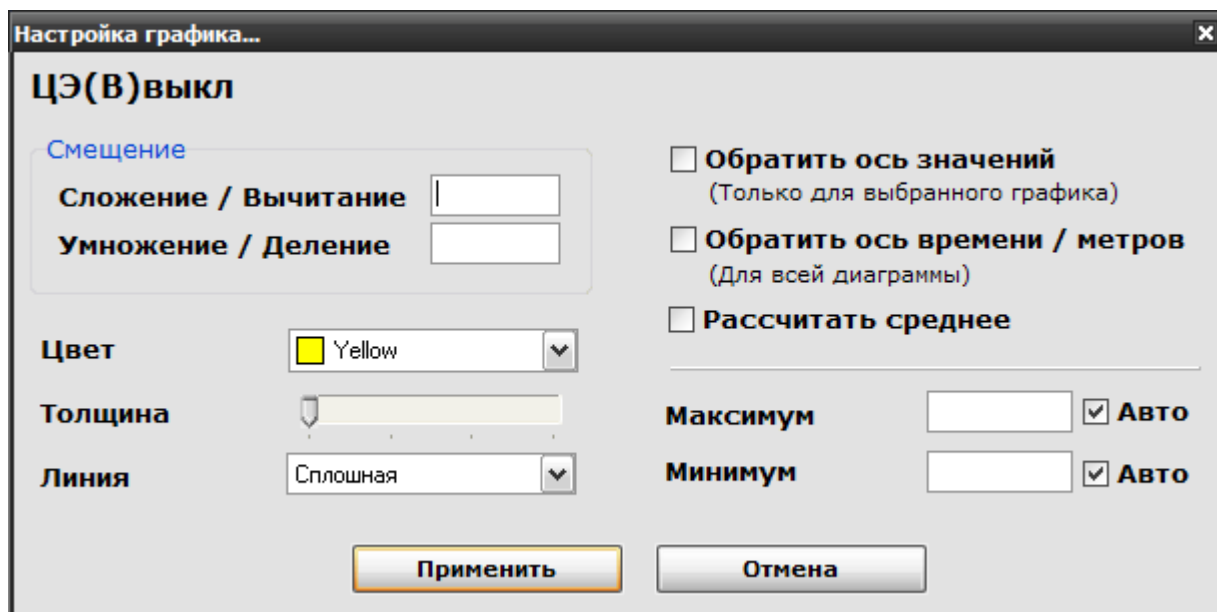 Настройка графика...
ЦЭ(В)выкл
Смещение
Сложение / Вычитание
Умножение / Деление
Цвет
Yellow
Толщина
Линия
Сплошная
Обратить ось значений
(Только для выбранного графика)
Обратить ось времени / метров
(Для всей диаграммы)
Рассчитать среднее
Максимум
Авто
Минимум
Авто
Применить
Отмена